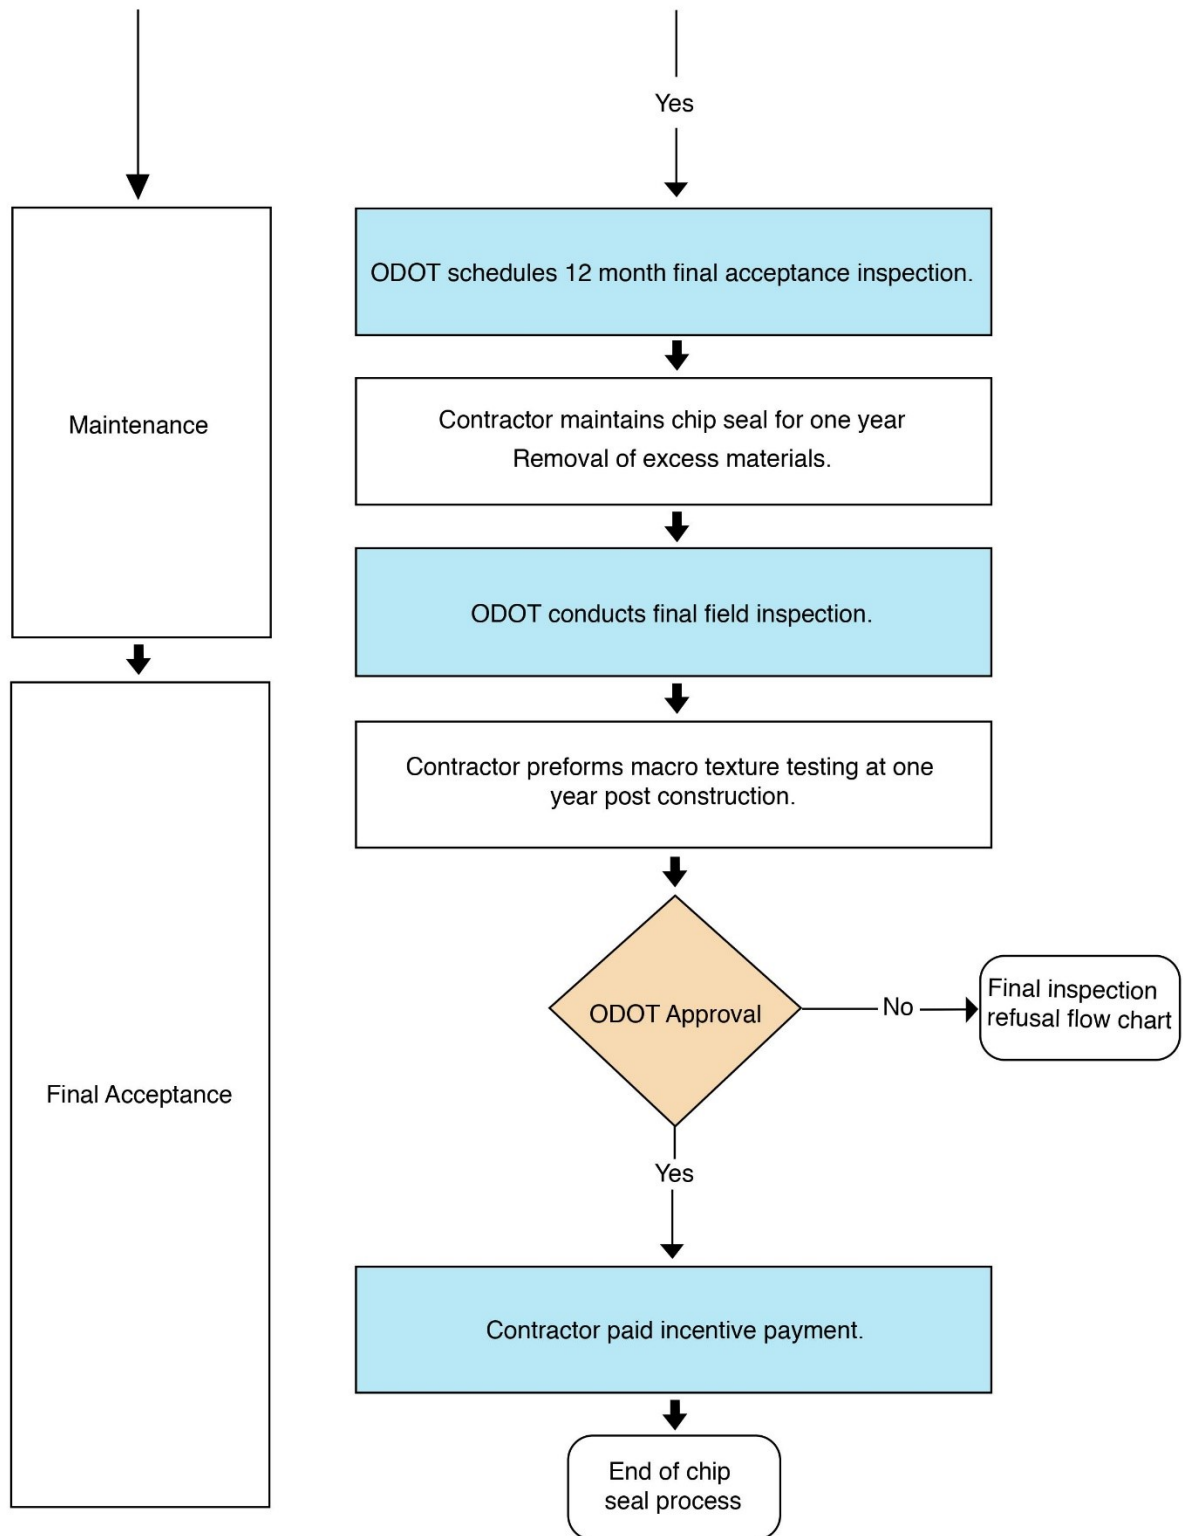 Yes
ODOT schedules 12 month final acceptance inspection.
Maintenance
Contractor maintains chip seal for one year
Removal of excess materials.
ODOT conducts final field inspection.
Contractor preforms macro texture testing at one
year post construction.
ODOT Approval
No
Final inspection
refusal flow chart
Final Acceptance
Yes
Contractor paid incentive payment.
End of chip
seal process